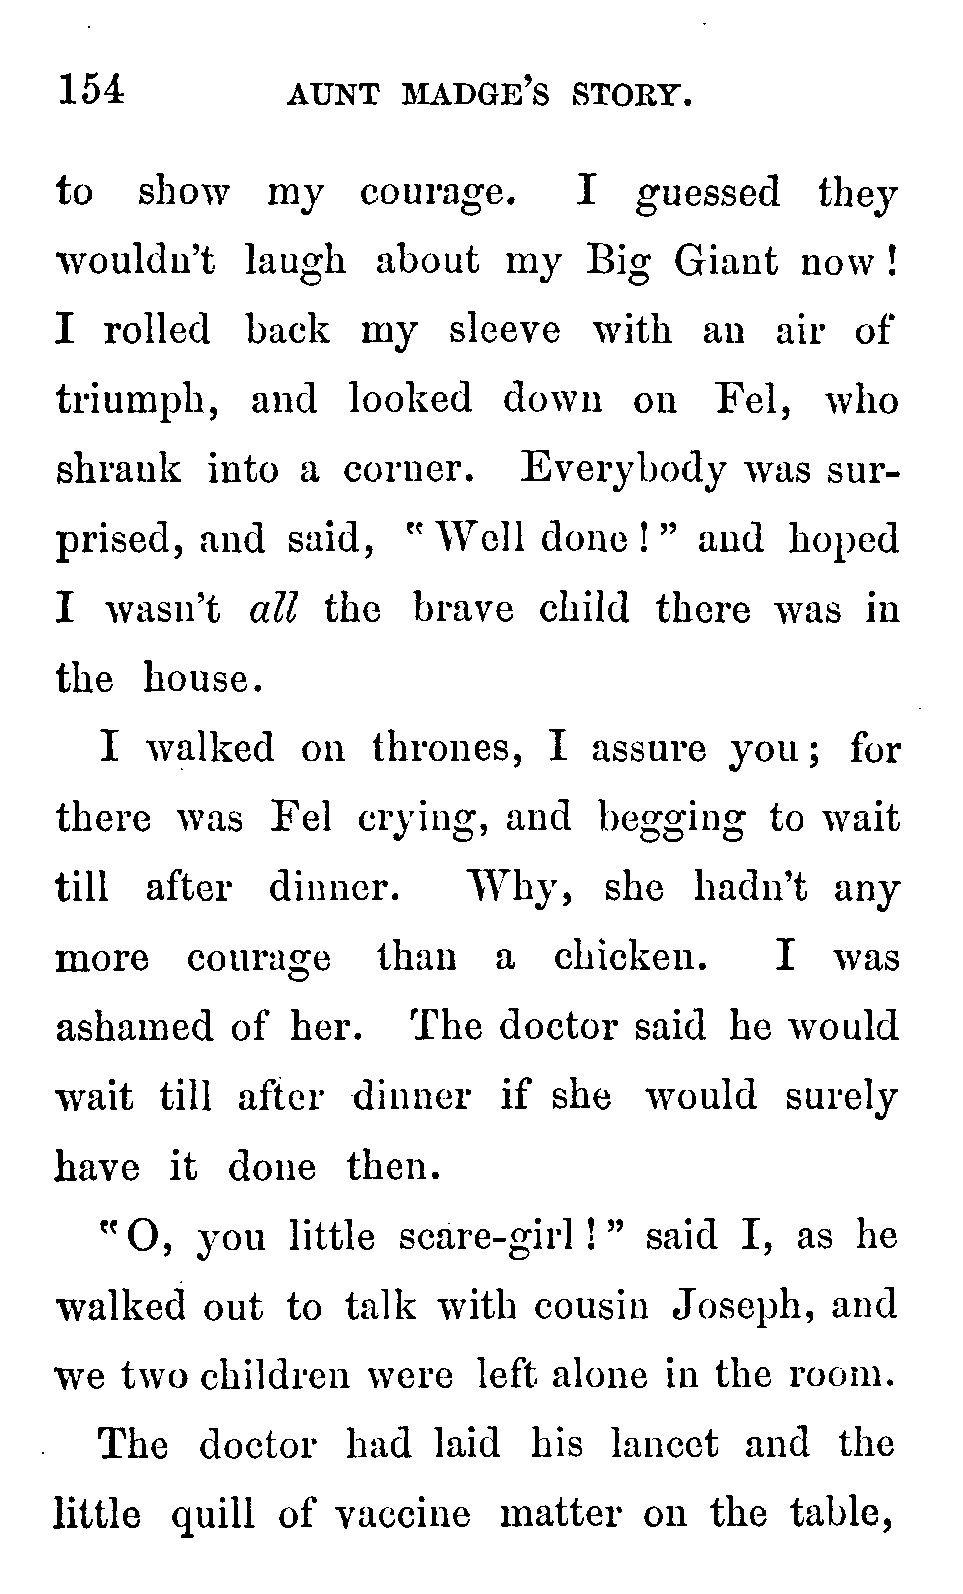 154 AUNT MADGE'S STORY.
to show my courage. I guessed they
wouldn't laugh about my Big Giant now!
I rolled back my sleeve with an air of
triumph, and looked down on Fel, who
shrank into a corner. Everybody was sur-
prised, and said, "Well done!" and hoped
I wasn't all the brave child there was in
the house.
I walked on thrones, I assure you; for
there was Fel crying, and begging to wait
till after dinner. Why, she hadn't any
more courage than a chicken. I was
ashamed of her. The doctor said he would
wait till after dinner if she would surely
have it done then.
"O, you little scare-girl!" said I, as he
walked out to talk with cousin Joseph, and
we two children were left alone in the room.
The doctor had laid his lancet and the
little quill of vaccine matter on the table,